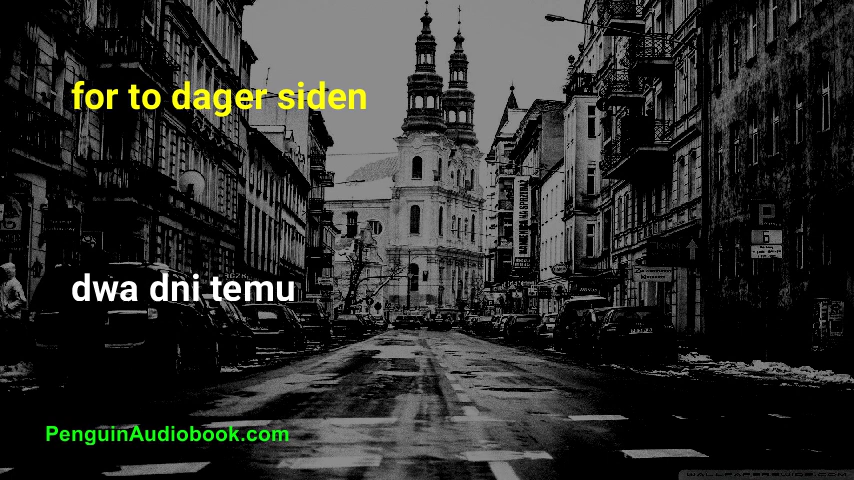 for to dager siden
dwa dni temu
PenguinAudiobook.com